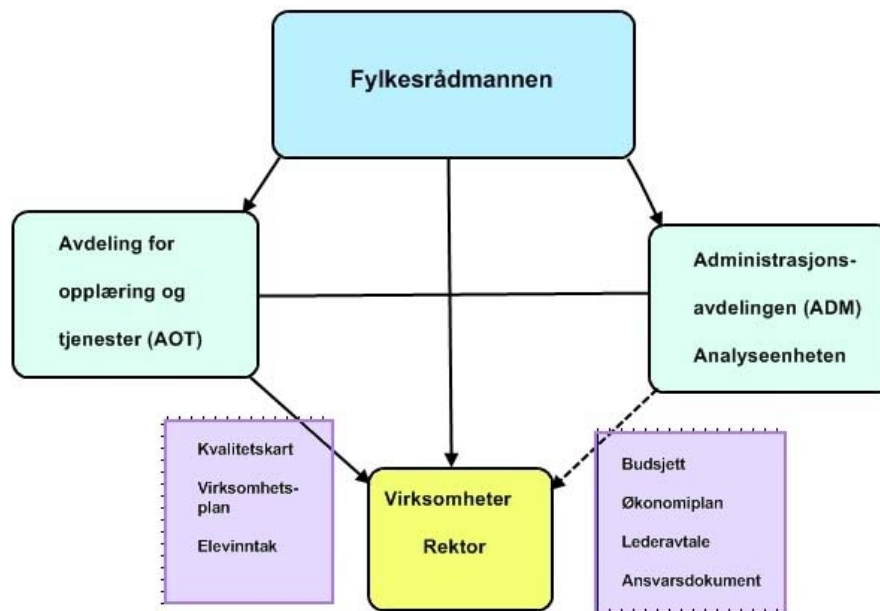 Fylkesrådmannen
Avdeling for
opplæring og
tjenester (AOT)
Administrasjons-
avdelingen (ADM)
Analyseenheten
Kvalitetskart
Virksomhets-
plan
Elevinntak
Virksomheter
Rektor
Budsjett
Økonomiplan
Lederavtale
Ansvarsdokument